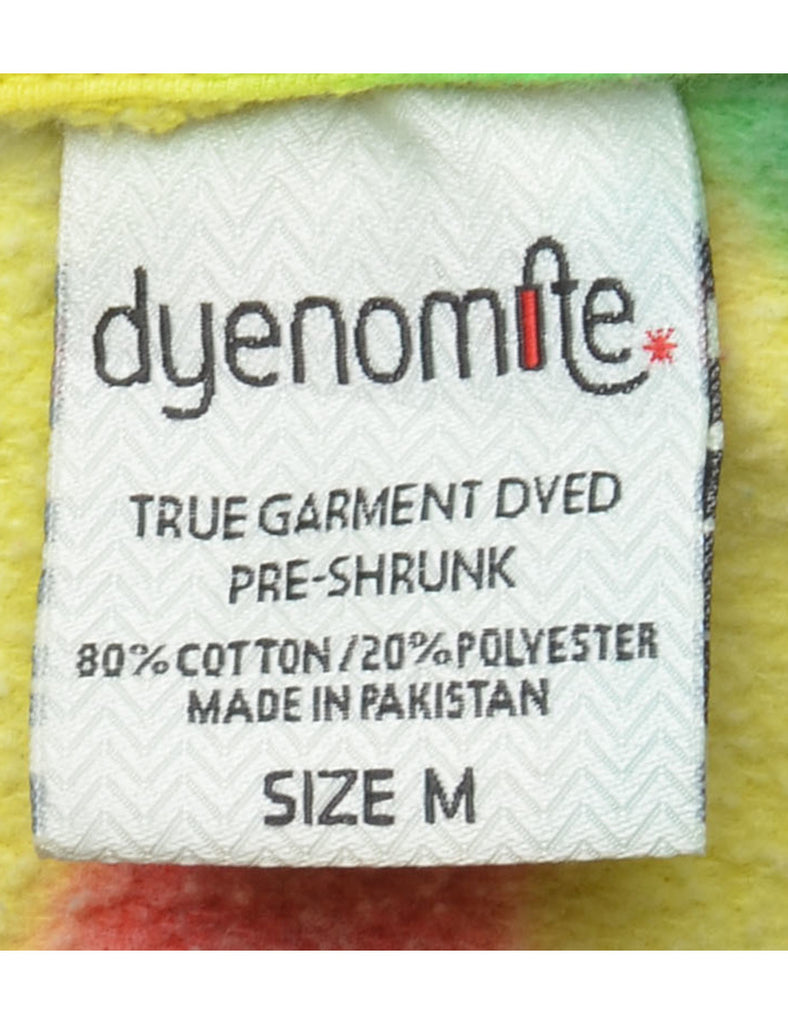 dyenomite
TRUE GARMENT DYED
PRE-SHRUNK
80% COTTON / 20% POLYESTER
MADE IN PAKISTAN
SIZE M